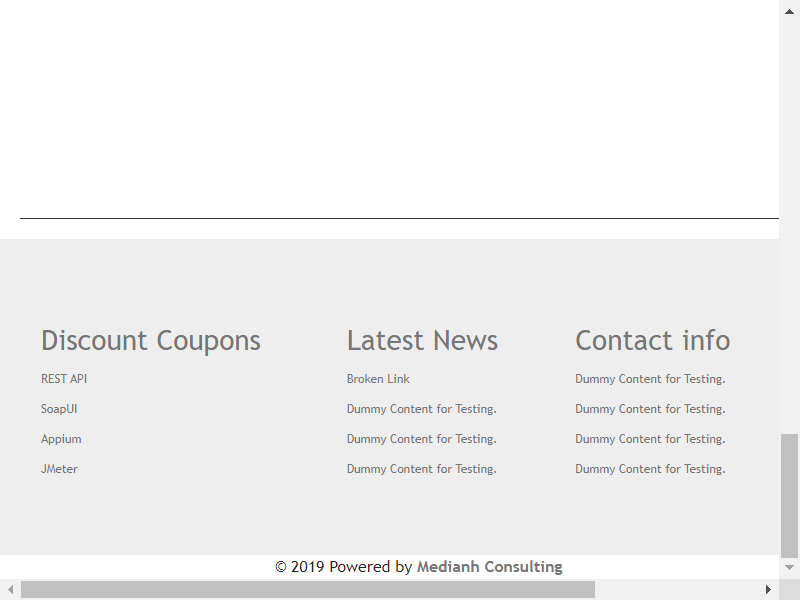 Discount Coupons
REST API
SoapUI
Appium
JMeter
Latest News
Broken Link
Dummy Content for Testing.
Dummy Content for Testing.
Dummy Content for Testing.
Contact info
Dummy Content for Testing.
Dummy Content for Testing.
Dummy Content for Testing.
Dummy Content for Testing.
© 2019 Powered by Medianh Consulting